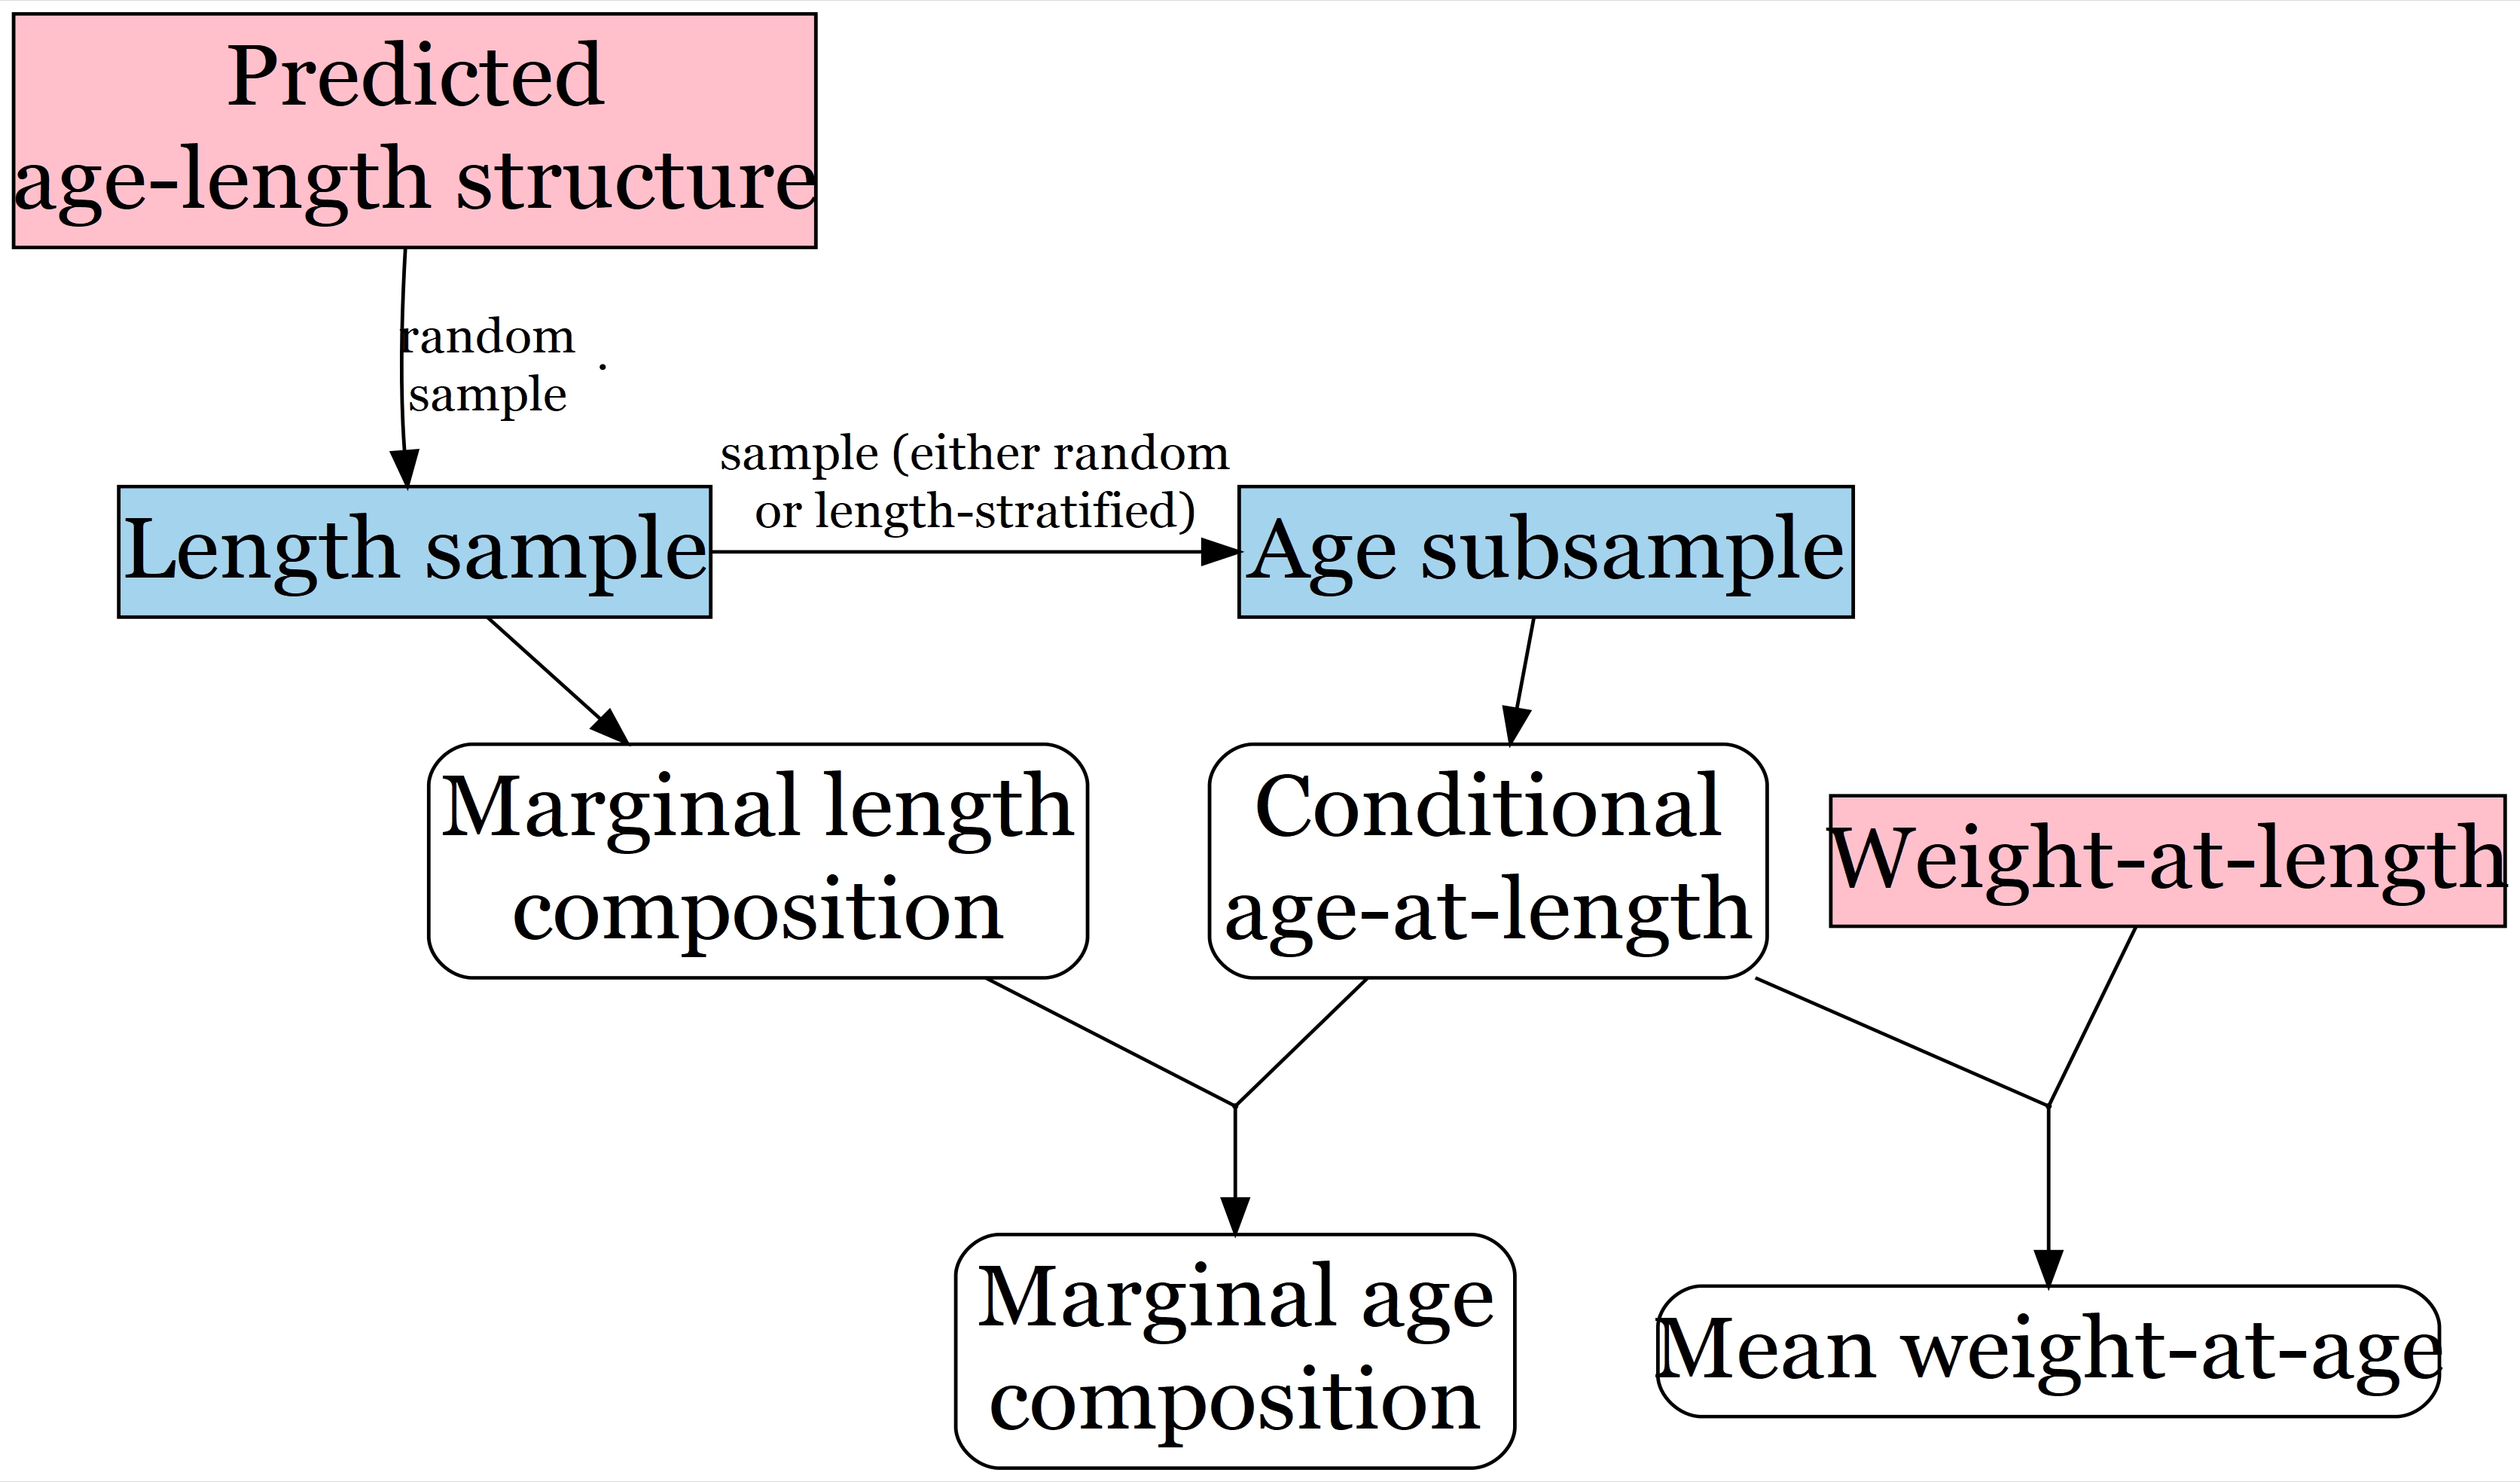 Predicted
age-length structure
random
sample
.
sample (either random
or length-stratified)
Length sample
Age subsample
Marginal length
composition
Conditional
age-at-length
Weight-at-length
Marginal age
composition
Mean weight-at-age